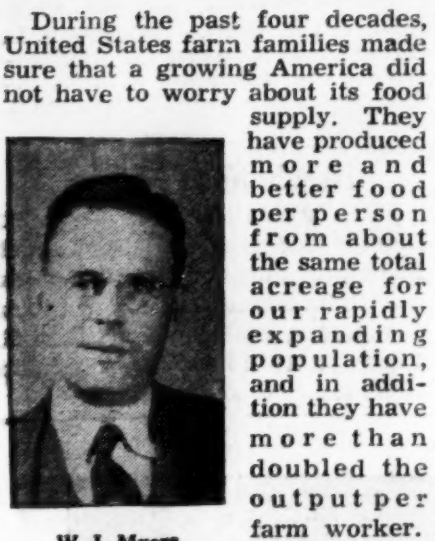 During the past four decades,
United States farm families made
sure that a growing America did
not have to worry about its food
supply. They
have produced
more and
better food
per person
from about
the same total
acreage for
our rapidly
expanding
population,
and in addi-
tion they have
more than
doubled the
output per
farm worker.
W. I. Myers